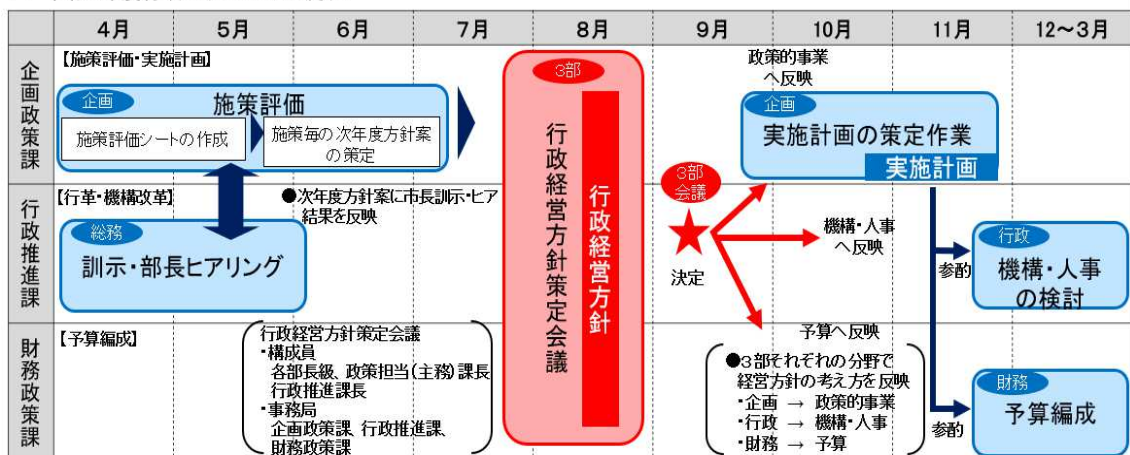 4月 5月 6月 7月 8月 9月 10月 11月 12～3月
企画政策課
【施策評価・実施計画】
企画
施策評価
施策評価シートの作成
施策毎の次年度方針案
の策定
3部
行政経営方針策定会議
行政経営方針
政策的事業
へ反映
企画
実施計画の策定作業
実施計画
行政推進課
【行革・機構改革】
●次年度方針案に市長訓示・ヒア
結果を反映
総務
訓示・部長ヒアリング
3部
会議
決定
機構・人事
へ反映
参酌
行政
機構・人事
の検討
財務政策課
【予算編成】
行政経営方針策定会議
・構成員
各部長級、政策担当(主務)課長
行政推進課長
・事務局
企画政策課、行政推進課、
財務政策課
予算へ反映
●3部それぞれの分野で
経営方針の考え方を反映
・企画 → 政策的事業
・行政 → 機構・人事
・財務 → 予算
参酌
財務
予算編成